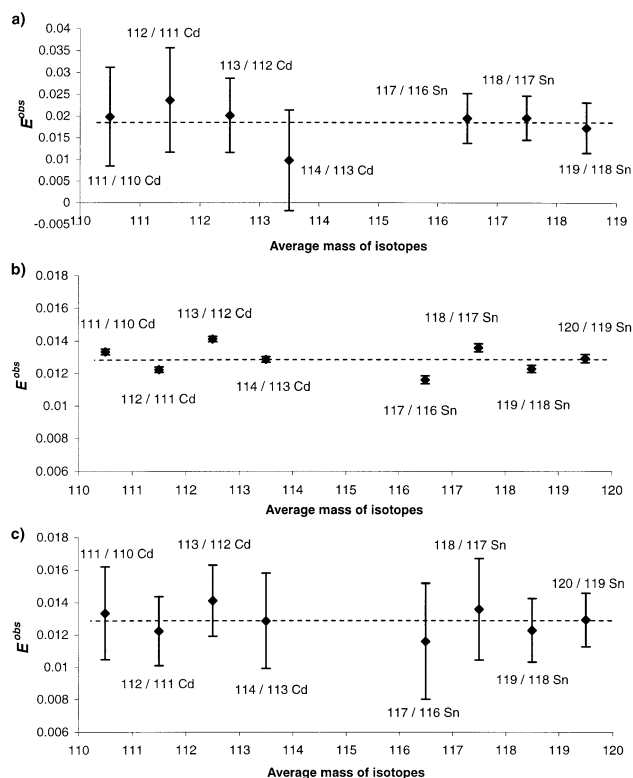 a)
112 / 111 Cd
0.045
0.04
0.035
0.03
0.025
0.02
0.015
0.01
0.005
0
-0.005
E obs
113 / 112 Cd
117 / 116 Sn
118 / 117 Sn
111 / 110 Cd
114 / 113 Cd
119 / 118 Sn
110 111 112 113 114 115 116 117 118 119
Average mass of isotopes
b)
0.018
0.016
0.014
0.012
0.01
0.008
0.006
E obs
111 / 110 Cd
113 / 112 Cd
118 / 117 Sn
120 / 119 Sn
112 / 111 Cd
114 / 113 Cd
117 / 116 Sn
119 / 118 Sn
110 111 112 113 114 115 116 117 118 119 120
Average mass of isotopes
c)
0.018
0.016
0.014
0.012
0.01
0.008
0.006
E obs
111 / 110 Cd
113 / 112 Cd
118 / 117 Sn
120 / 119 Sn
112 / 111 Cd
114 / 113 Cd
117 / 116 Sn
119 / 118 Sn
110 111 112 113 114 115 116 117 118 119 120
Average mass of isotopes